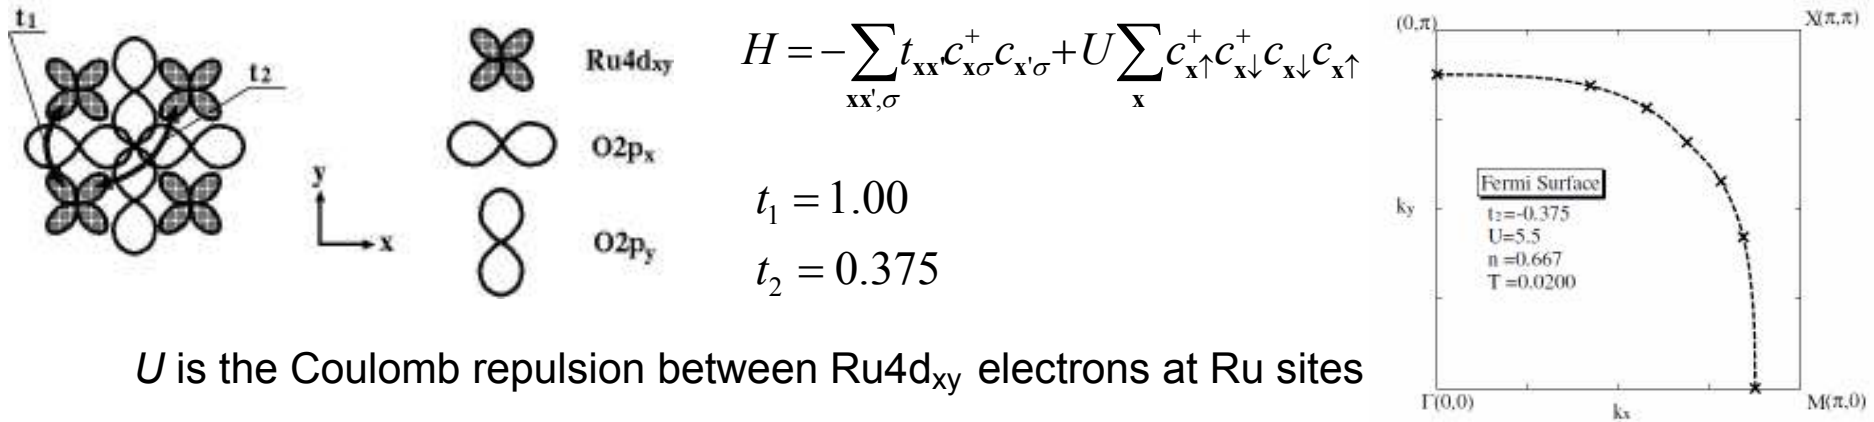 t1
t2
y
x
Ru4dxy
O2px
O2py
H = −∑xx',σ txx' c⁺xσ cx'σ + U ∑x c⁺x↑ c⁺x↓ cx↓ cx↑
t₁ = 1.00
t₂ = 0.375
U is the Coulomb repulsion between Ru4dxy electrons at Ru sites
(0,π)
X(π,π)
ky
Fermi Surface
t2=-0.375
U=5.5
n =0.667
T =0.0200
Γ(0,0)
kx
M(π,0)